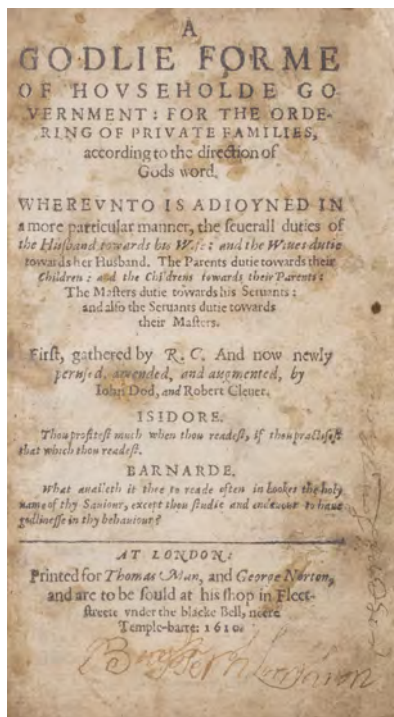 A
GODLIE FORME
OF HOVSEHOLDE GO-
VERNMENT: FOR THE ORDE-
RING OF PRIVATE FAMILIES,
according to the direction of
Gods word.
WHEREVNTO IS ADIOYNED IN
a more particular manner, the seuerall duties of
the Husband towards his Wife: and the Wiues dutie
towards her Husband. The Parents dutie towards their
Children: and the Childrens towards their Parents:
The Masters dutie towards his Seruants:
and also the Seruants dutie towards
their Masters.
First, gathered by R. C. And now newly
perused, amended, and augmented, by
Iohn Dod, and Robert Cleuer.
ISIDORE.
Thou profitest much when thou readest, if thou practisest
that which thou readest.
BARNARDE.
What auaileth it thee to reade often in bookes the holy
name of thy Sauiour, except thou studie and endeuour to haue
godlinesse in thy behauiour?
AT LONDON:
Printed for Thomas Man, and George Norton,
and are to be sould at his shop in Fleet-
streete vnder the blacke Bell, neere
Temple-barre: 1610.